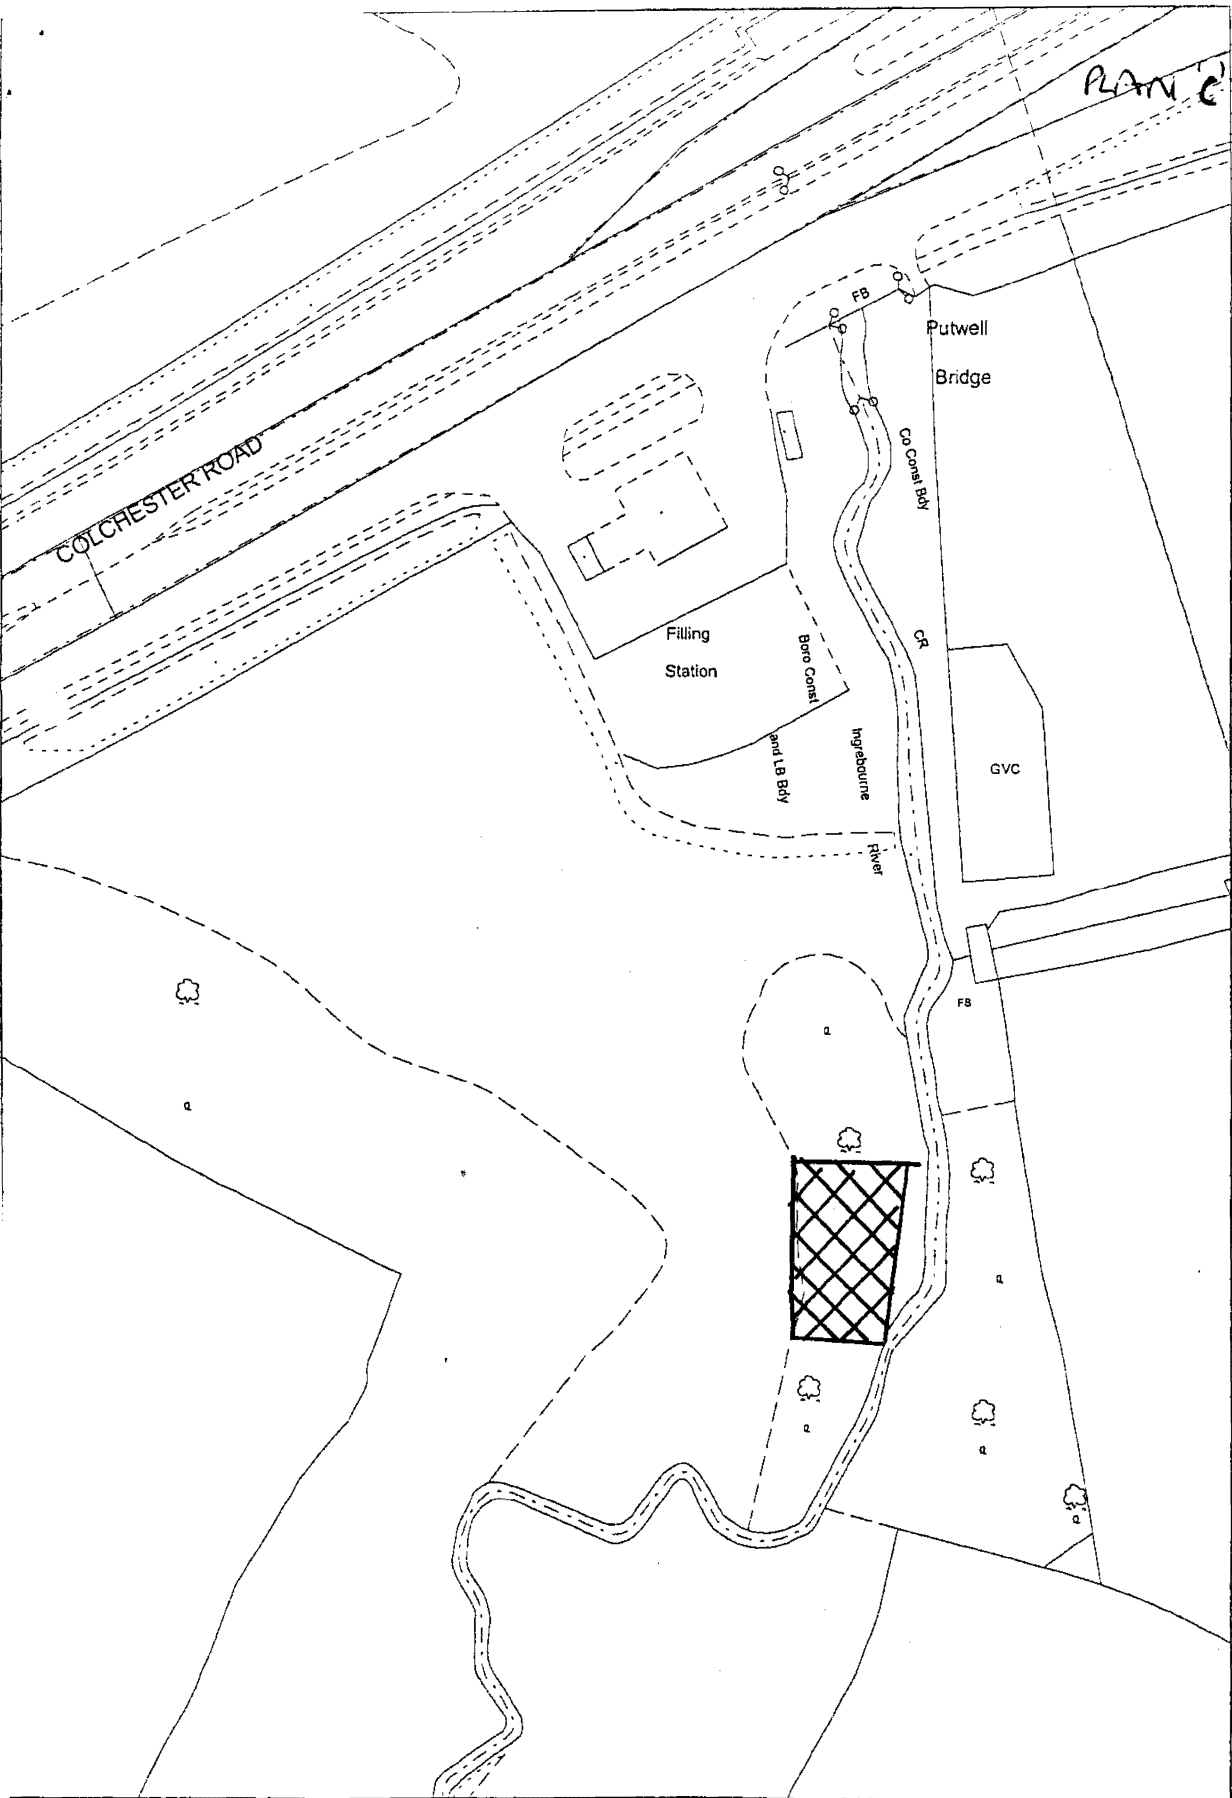 PLAN 'C'
FB
Putwell
Bridge
COLCHESTER ROAD
Co Const Bdy
Filling
Station
CR
Boro Const
and LB Bdy
Ingrebourne
GVC
River
FB